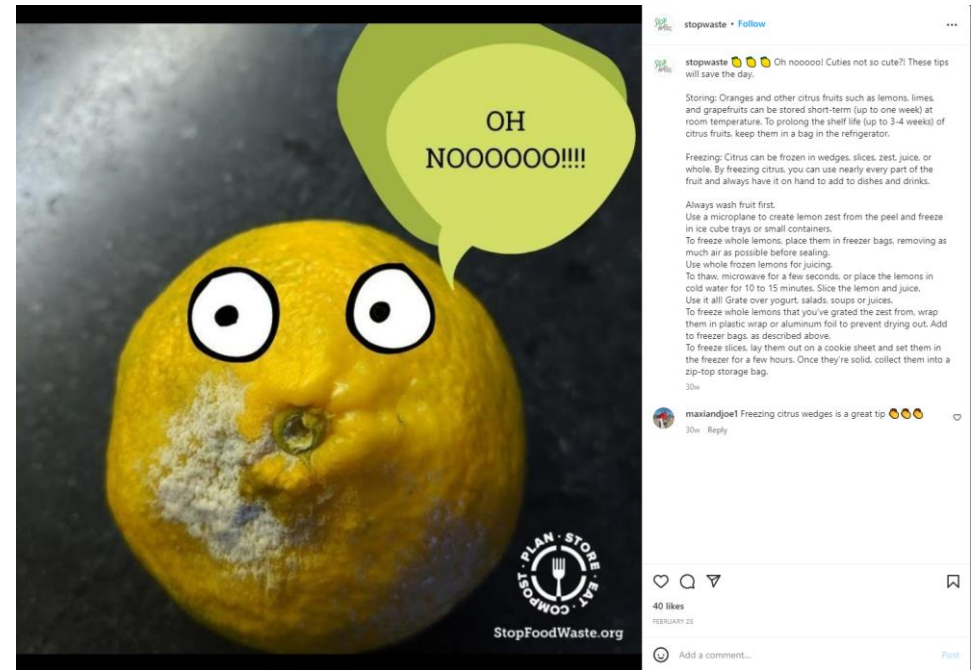 OH
NOOOOOO!!!!
PLAN · STORE · EAT · COMPOST ·
StopFoodWaste.org
stopwaste • Follow
stopwaste 🍋 🍋 🍋 Oh nooooo! Cuties not so cute?! These tips
will save the day.
Storing: Oranges and other citrus fruits such as lemons, limes,
and grapefruits can be stored short-term (up to one week) at
room temperature. To prolong the shelf life (up to 3-4 weeks) of
citrus fruits, keep them in a bag in the refrigerator.
Freezing: Citrus can be frozen in wedges, slices, zest, juice, or
whole. By freezing citrus, you can use nearly every part of the
fruit and always have it on hand to add to dishes and drinks.
Always wash fruit first.
Use a microplane to create lemon zest from the peel and freeze
in ice cube trays or small containers.
To freeze whole lemons, place them in freezer bags, removing as
much air as possible before sealing.
Use whole frozen lemons for juicing.
To thaw, microwave for a few seconds, or place the lemons in
cold water for 10 to 15 minutes. Slice the lemon and juice.
Use it all! Grate over yogurt, salads, soups or juices.
To freeze whole lemons that you've grated the zest from, wrap
them in plastic wrap or aluminum foil to prevent drying out. Add
to freezer bags, as described above.
To freeze slices, lay them out on a cookie sheet and set them in
the freezer for a few hours. Once they're solid, collect them into a
zip-top storage bag.
30w
maxiandjoe1 Freezing citrus wedges is a great tip 👏👏👏
30w Reply
40 likes
FEBRUARY 25
Add a comment...
Post